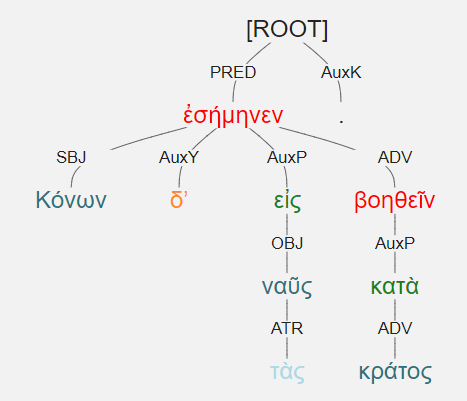 [ROOT]
PRED AuxK
ἐσήμηνεν .
SBJ AuxY AuxP ADV
Κόνων δ’ εἰς βοηθεῖν
OBJ AuxP
ναῦς κατὰ
ATR ADV
τὰς κράτος